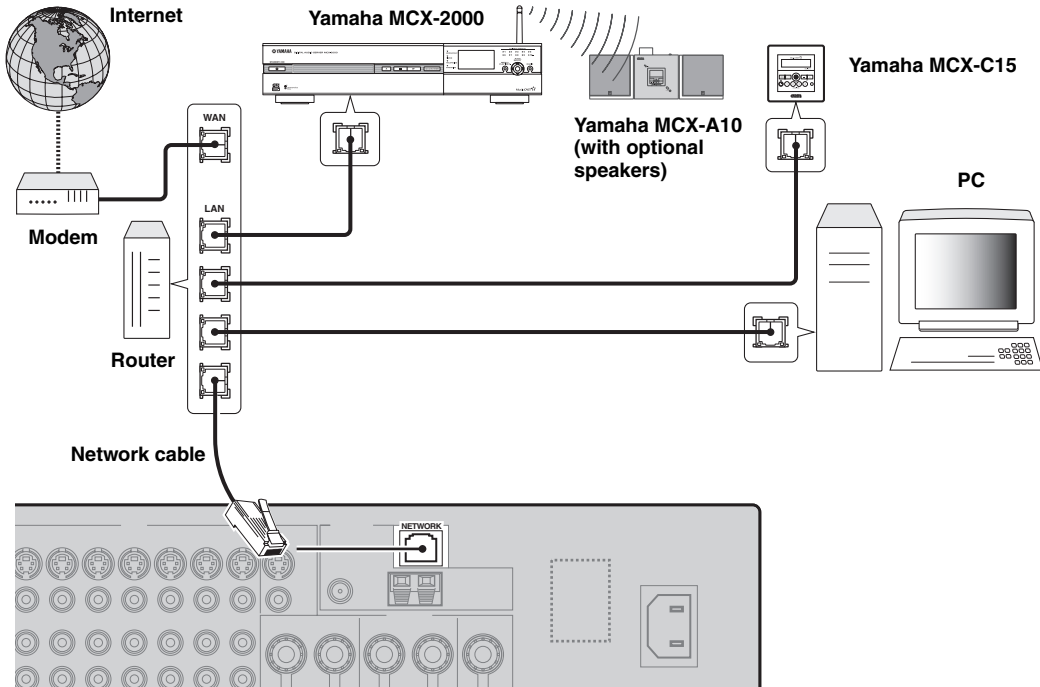 Internet
Yamaha MCX-2000
YAMAHA
Yamaha MCX-C15
WAN
Yamaha MCX-A10
(with optional
speakers)
PC
LAN
Modem
Router
Network cable
NETWORK